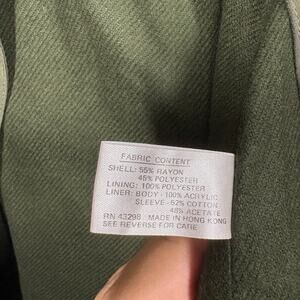 FABRIC CONTENT
SHELL: 55% RAYON
45% POLYESTER
LINING: 100% POLYESTER
LINER: BODY - 100% ACRYLIC
SLEEVE - 52% COTTON
48% ACETATE
RN 43298 MADE IN HONG KONG
SEE REVERSE FOR CARE